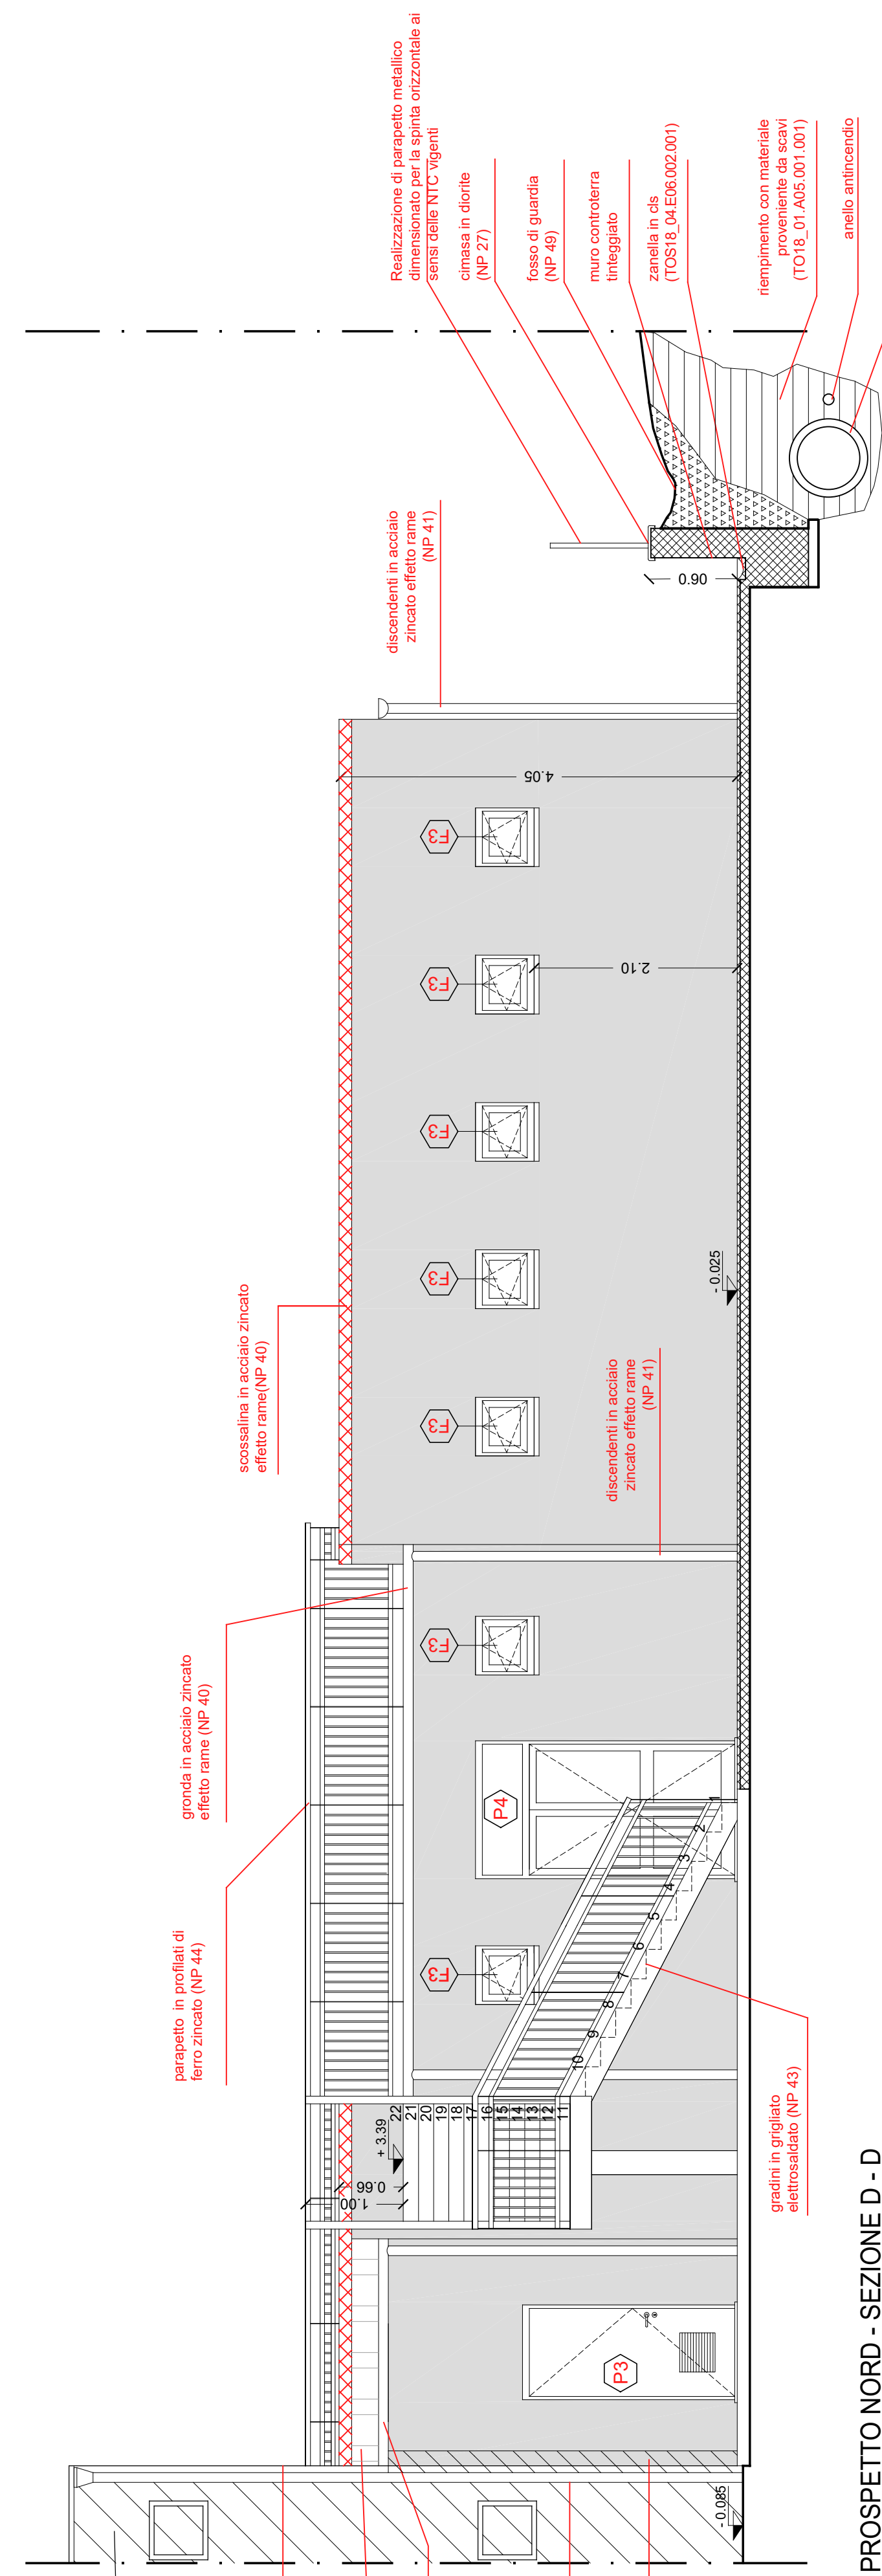 Realizzazione di parapetto metallico
dimensionato per la spinta orizzontale ai
sensi delle NTC vigenti
cimasa in diorite
(NP 27)
fosso di guardia
(NP 49)
muro controterra
tinteggiato
zanella in cls
(TOS18_04.E06.002.001)
riempimento con materiale
proveniente da scavi
(TO18_01.A05.001.001)
anello antincendio
discendenti in acciaio
zincato effetto rame
(NP 41)
0.90
4.05
2.10
F3
F3
F3
F3
F3
- 0.025
scossalina in acciaio zincato
effetto rame(NP 40)
discendenti in acciaio
zincato effetto rame
(NP 41)
gronda in acciaio zincato
effetto rame (NP 40)
F3
P4
F3
parapetto in profilati di
ferro zincato (NP 44)
1
2
3
4
5
6
7
8
9
10
22
21
20
19
18
17
16
15
14
13
12
11
+ 3.39
0.66
1.00
gradini in grigliato
elettrosaldato (NP 43)
P3
- 0.085
PROSPETTO NORD - SEZIONE D - D